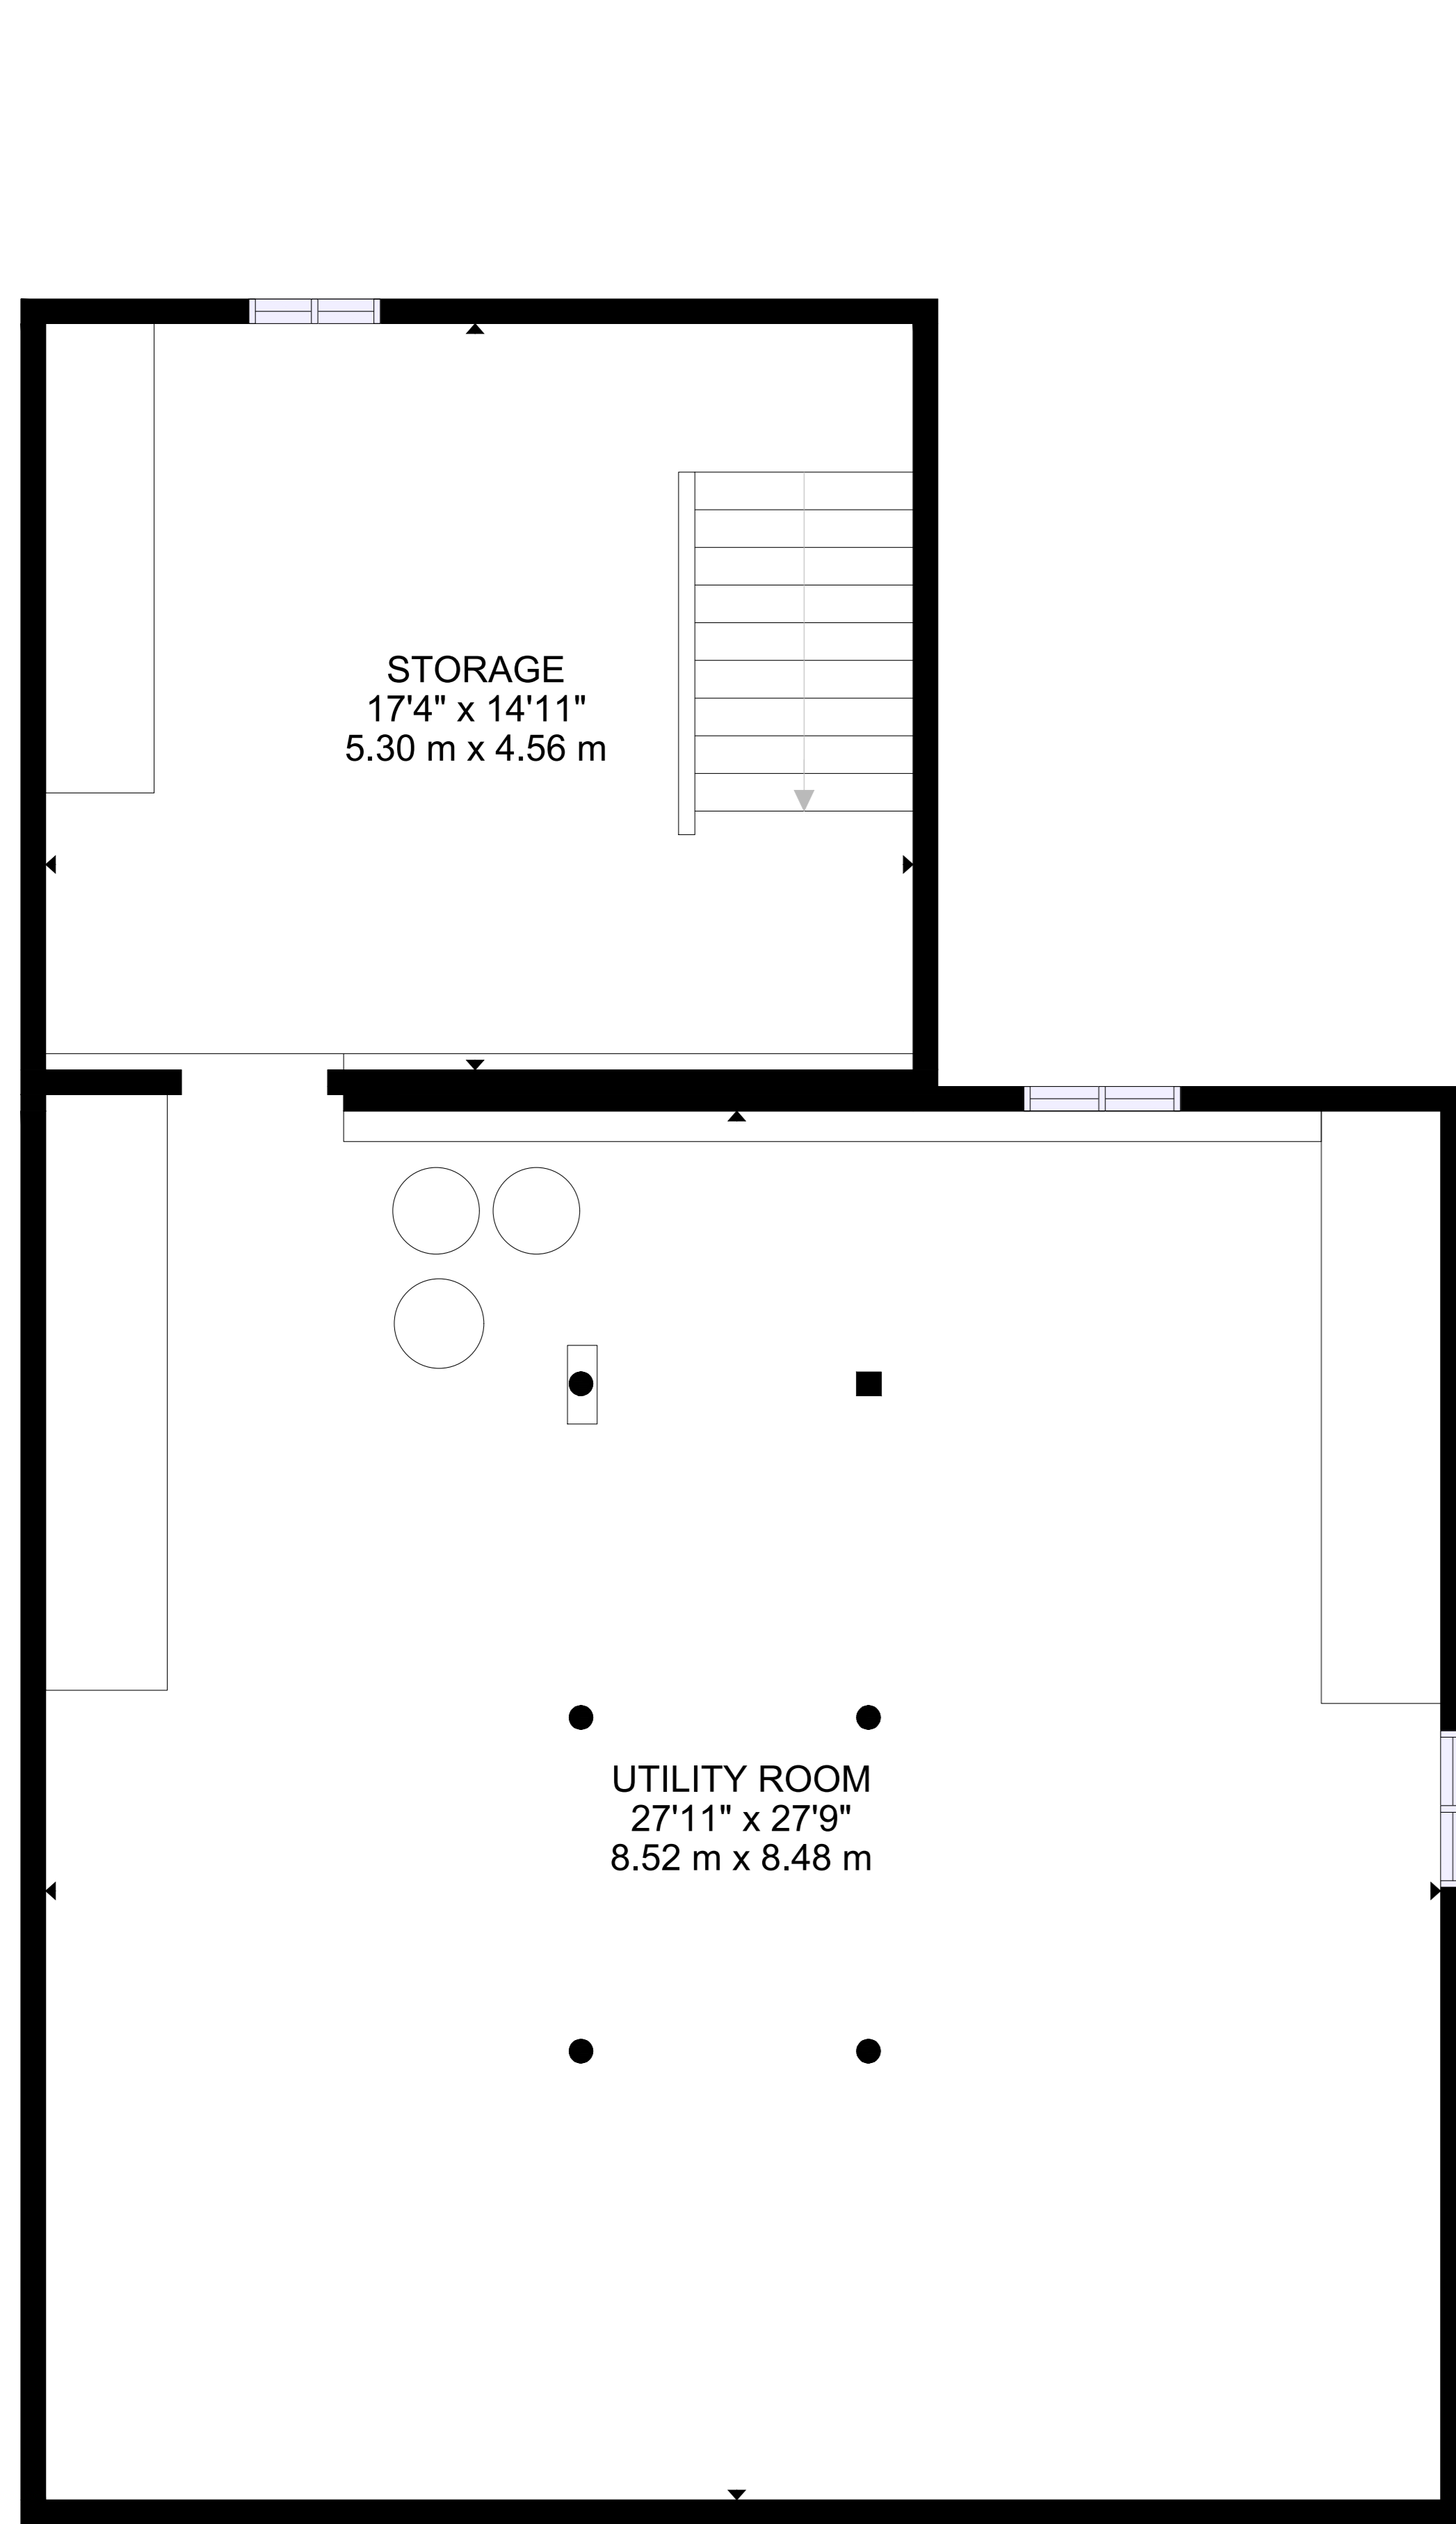 STORAGE
17'4" x 14'11"
5.30 m x 4.56 m
UTILITY ROOM
27'11" x 27'9"
8.52 m x 8.48 m